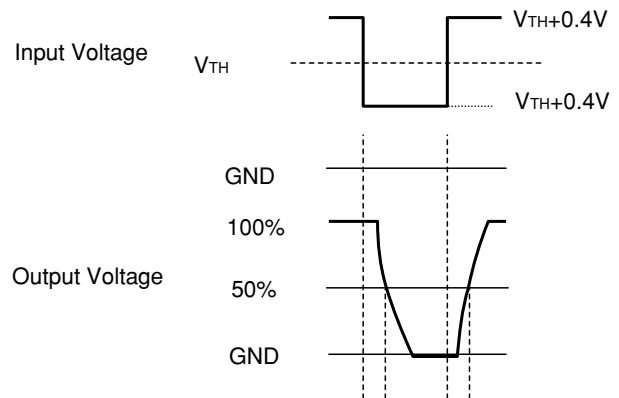 VTH+0.4V
Input Voltage
VTH
VTH+0.4V
GND
100%
Output Voltage
50%
GND